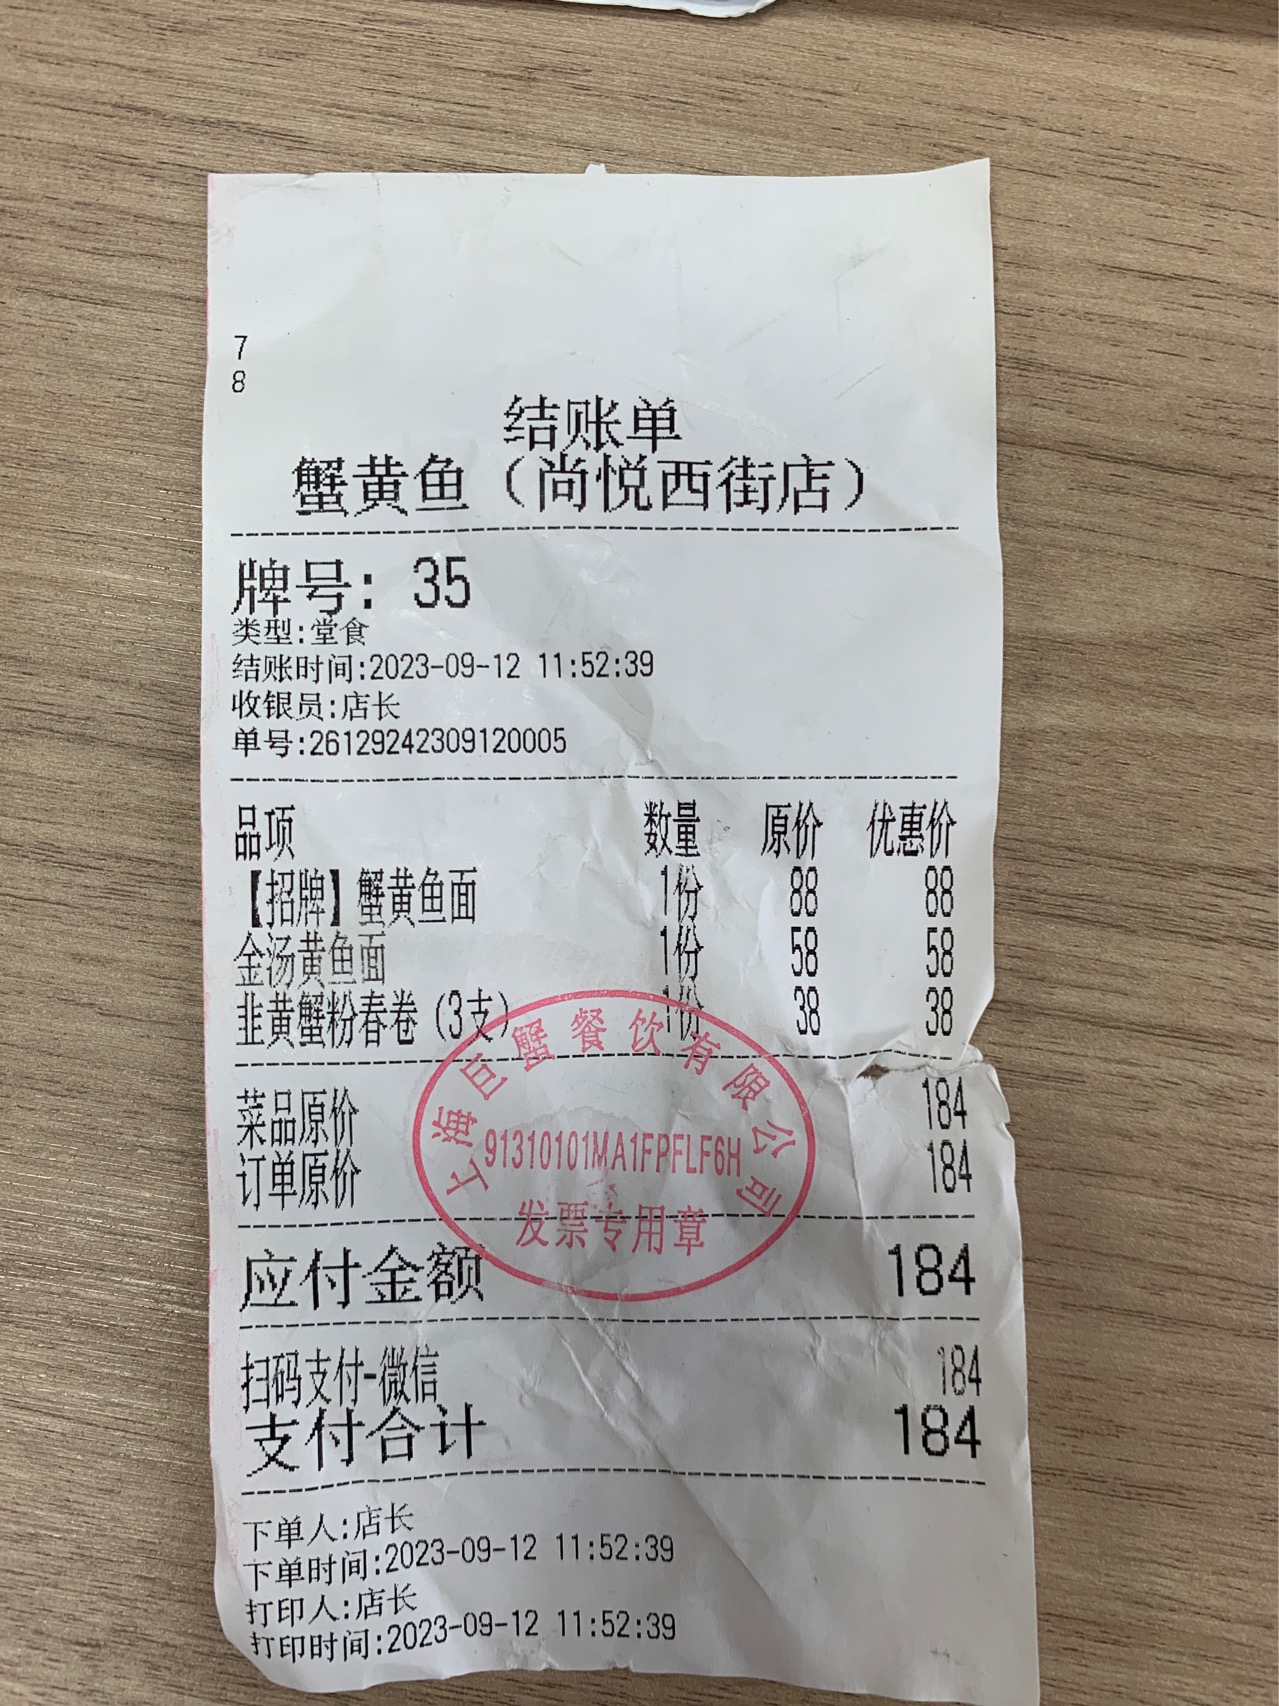 7
8
结账单
蟹黄鱼（尚悦西街店）
牌号: 35
类型:堂食
结账时间:2023-09-12 11:52:39
收银员:店长
单号:26129242309120005
品项 数量 原价 优惠价
【招牌】蟹黄鱼面 1份 88 88
金汤黄鱼面 1份 58 58
韭黄蟹粉春卷（3支） 1份 38 38
菜品原价 184
订单原价 184
上海巨蟹餐饮有限公司
91310101MA1FPFLF6H
发票专用章
应付金额 184
扫码支付-微信 184
支付合计 184
下单人:店长
下单时间:2023-09-12 11:52:39
打印人:店长
打印时间:2023-09-12 11:52:39